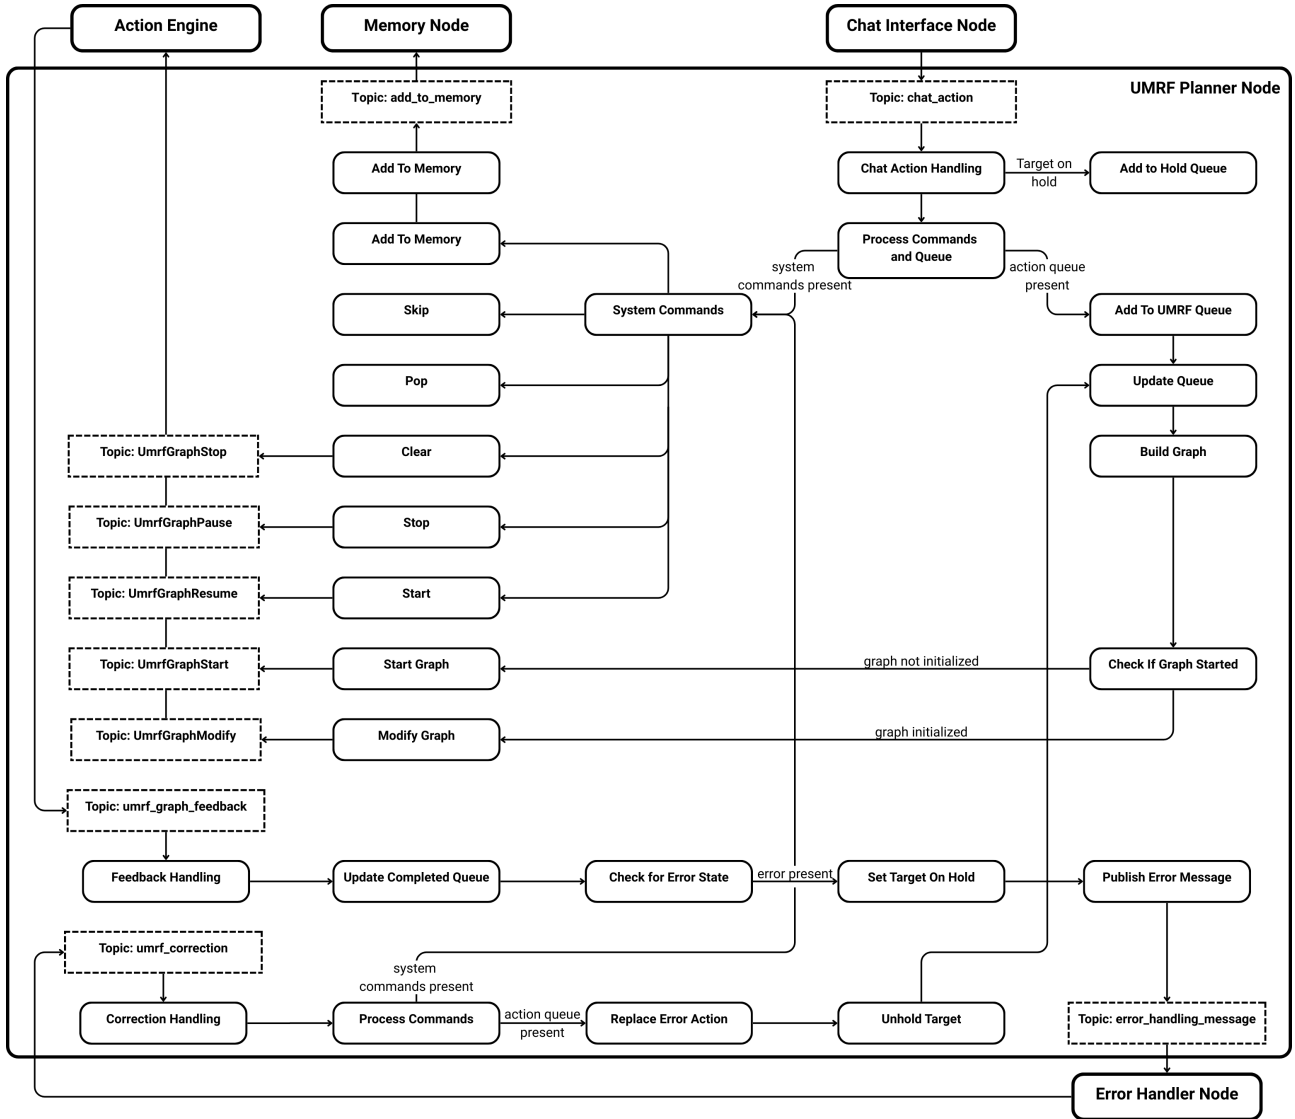 Action Engine
Memory Node
Chat Interface Node
UMRF Planner Node
Topic: add_to_memory
Topic: chat_action
Add To Memory
Chat Action Handling
Target on
hold
Add to Hold Queue
Add To Memory
Process Commands
and Queue
system
commands present
action queue
present
Skip
System Commands
Add To UMRF Queue
Pop
Update Queue
Topic: UmrfGraphStop
Clear
Build Graph
Topic: UmrfGraphPause
Stop
Topic: UmrfGraphResume
Start
Topic: UmrfGraphStart
Start Graph
graph not initialized
Check If Graph Started
Topic: UmrfGraphModify
Modify Graph
graph initialized
Topic: umrf_graph_feedback
Feedback Handling
Update Completed Queue
Check for Error State
error present
Set Target On Hold
Publish Error Message
Topic: umrf_correction
system
commands present
Correction Handling
Process Commands
action queue
present
Replace Error Action
Unhold Target
Topic: error_handling_message
Error Handler Node